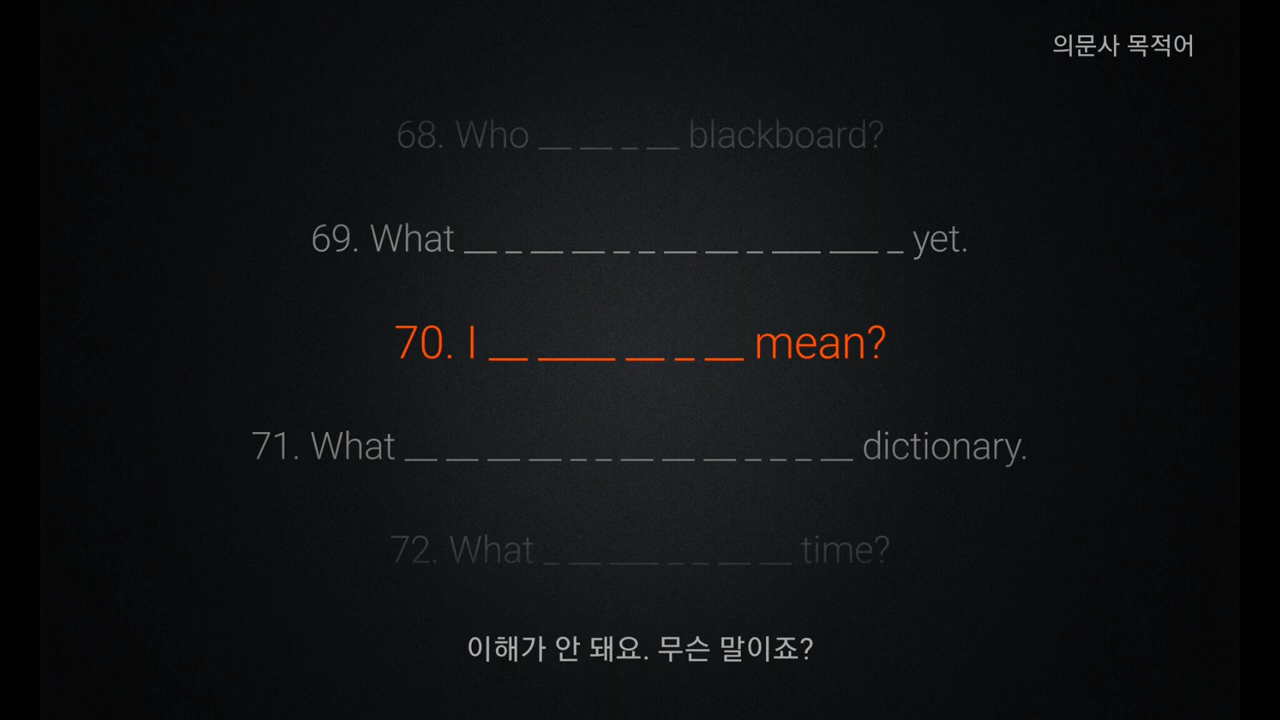 의문사 목적어
68. Who __ __ _ __ blackboard?
69. What __ _ __ __ _ _ __ __ _ ___ ___ _ yet.
70. I __ ____ __ _ __ mean?
71. What __ __ __ __ _ _ __ __ __ _ _ _ __ dictionary.
72. What _ __ ___ _ _ __ __ time?
이해가 안 돼요. 무슨 말이죠?